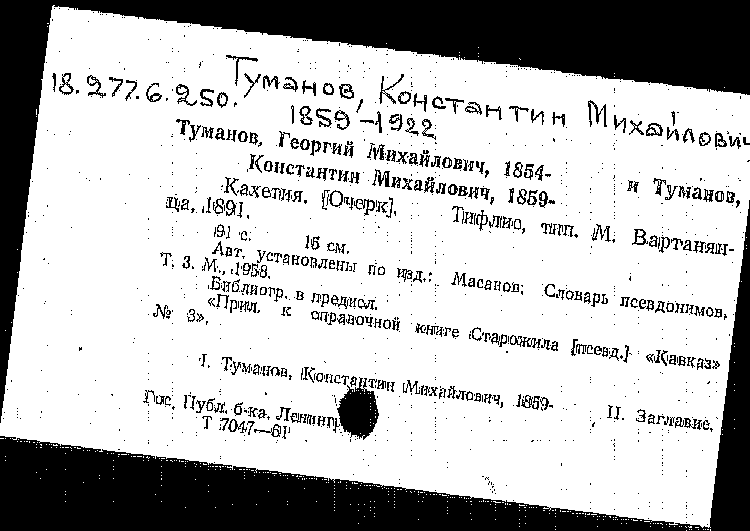 Туманов, Константин Михайлович
18.277.6.250.
1859-1922
Туманов, Георгий Михайлович, 1854- и Туманов,
Константин Михайлович, 1859-
Кахетия. [Очерк]. Тифлис, тип. М. Вартанян-
ца, 1891.
91 с. 16 см.
Авт. установлены по изд.: Масанов. Словарь псевдонимов.
Т. 3. М., 1958.
Библиогр. в предисл.
«Прил. к справочной книге Старожила [псевд.] «Кавказ»
№ 3».
I. Туманов, Константин Михайлович, 1859- II. Заглавие.
Гос. Публ. б-ка. Ленингр
Т 7047—61